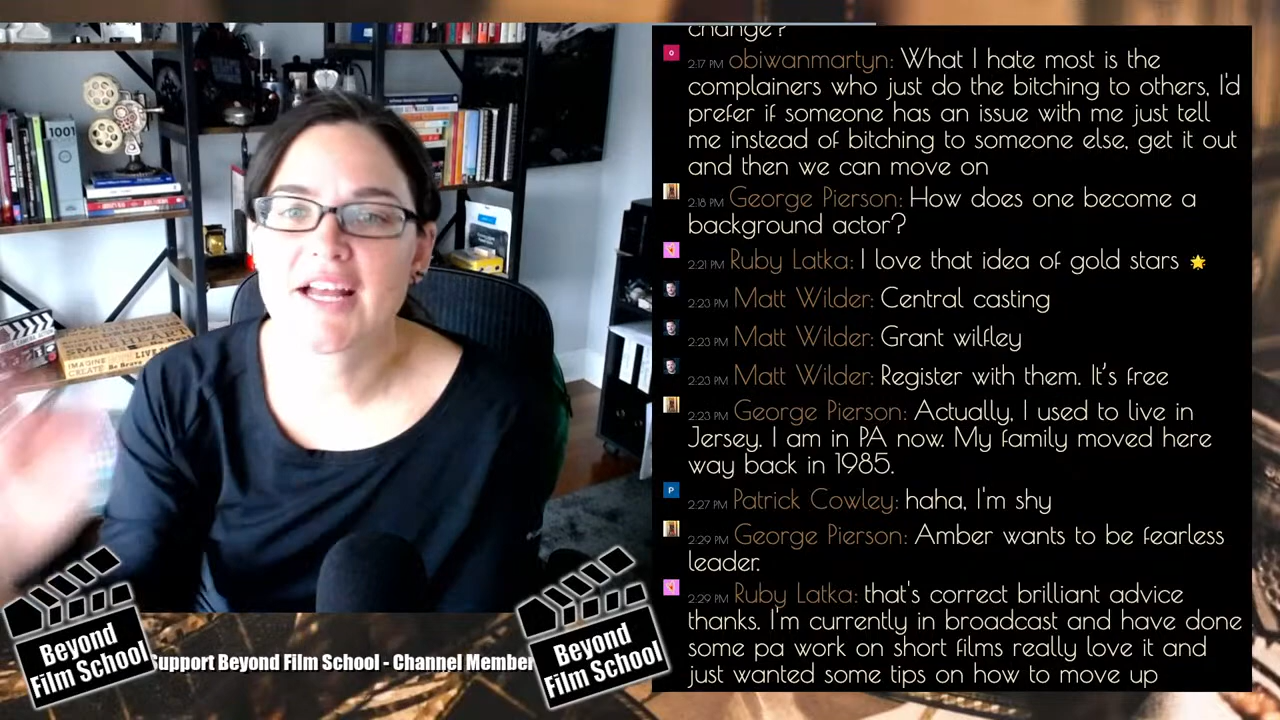 change?
2:17 PM obiwanmartyn: What I hate most is the
complainers who just do the bitching to others, I'd
prefer if someone has an issue with me just tell
me instead of bitching to someone else, get it out
and then we can move on
2:18 PM George Pierson: How does one become a
background actor?
2:21 PM Ruby Latka: I love that idea of gold stars 🌟
2:23 PM Matt Wilder: Central casting
2:23 PM Matt Wilder: Grant wilfley
2:23 PM Matt Wilder: Register with them. It's free
2:23 PM George Pierson: Actually, I used to live in
Jersey. I am in PA now. My family moved here
way back in 1985.
2:27 PM Patrick Cowley: haha, I'm shy
2:29 PM George Pierson: Amber wants to be fearless
leader.
2:29 PM Ruby Latka: that's correct brilliant advice
thanks. I'm currently in broadcast and have done
some pa work on short films really love it and
just wanted some tips on how to move up
O
P
1001
IMAGINE
CREATE
LIVE
Be Brave
Beyond
Film School
Support Beyond Film School - Channel Member
Beyond
Film School